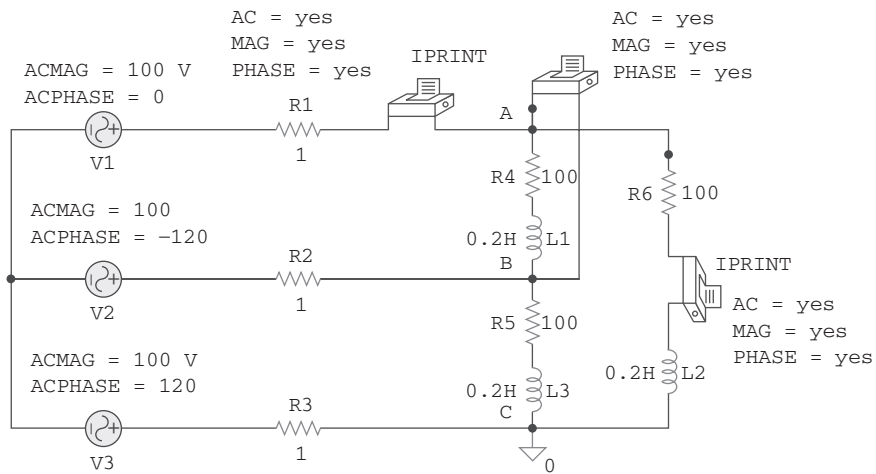 AC = yes
MAG = yes
PHASE = yes
IPRINT
AC = yes
MAG = yes
PHASE = yes
ACMAG = 100 V
ACPHASE = 0
V1
R1
1
A
R4
100
R6
100
ACMAG = 100
ACPHASE = −120
V2
R2
1
0.2H
L1
B
IPRINT
AC = yes
MAG = yes
PHASE = yes
R5
100
ACMAG = 100 V
ACPHASE = 120
V3
R3
1
0.2H
L3
C
0.2H
L2
0